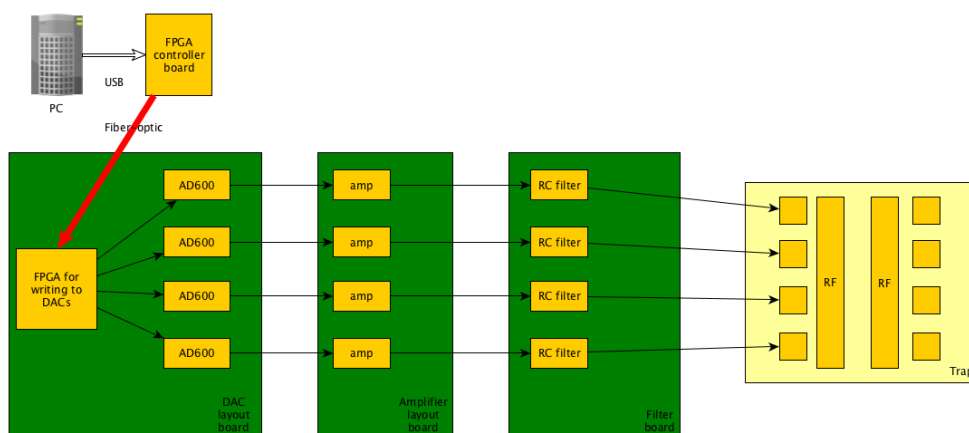 FPGA
controller
board
USB
PC
Fiber-optic
AD600
amp
RC filter
AD600
amp
RC filter
FPGA for
writing to
DACs
AD600
amp
RC filter
RF
RF
AD600
amp
RC filter
Trap
DAC
layout
board
Amplifier
layout
board
Filter
board